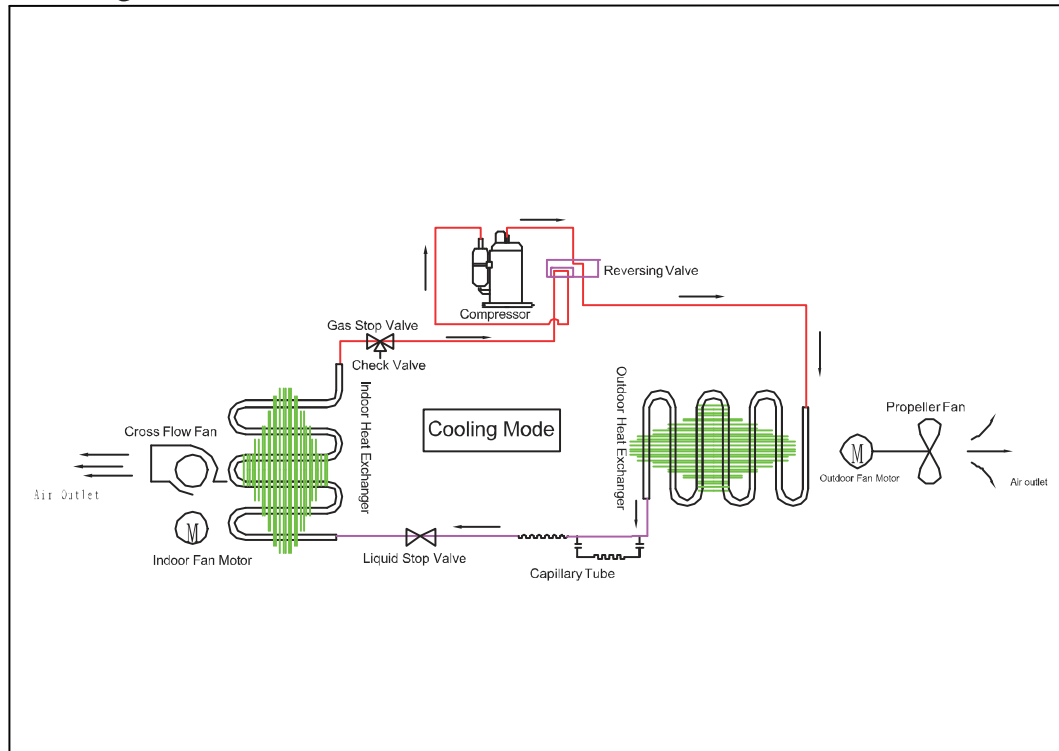 Reversing Valve
Compressor
Gas Stop Valve
Check Valve
Indoor Heat Exchanger
Outdoor Heat Exchanger
Cooling Mode
Propeller Fan
Cross Flow Fan
M
Outdoor Fan Motor
Air outlet
Air Outlet
M
Indoor Fan Motor
Liquid Stop Valve
Capillary Tube